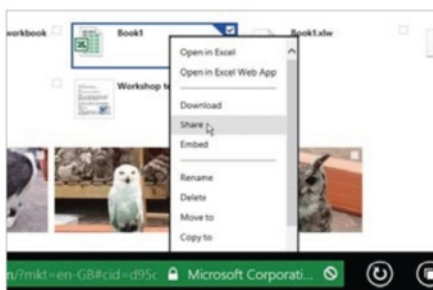 workbook
Book1
Book1.xlw
Workshop te
Open in Excel
Open in Excel Web App
Download
Share
Embed
Rename
Delete
Move to
Copy to
n/?mkt=en-GB#cid=d95c
Microsoft Corporati...